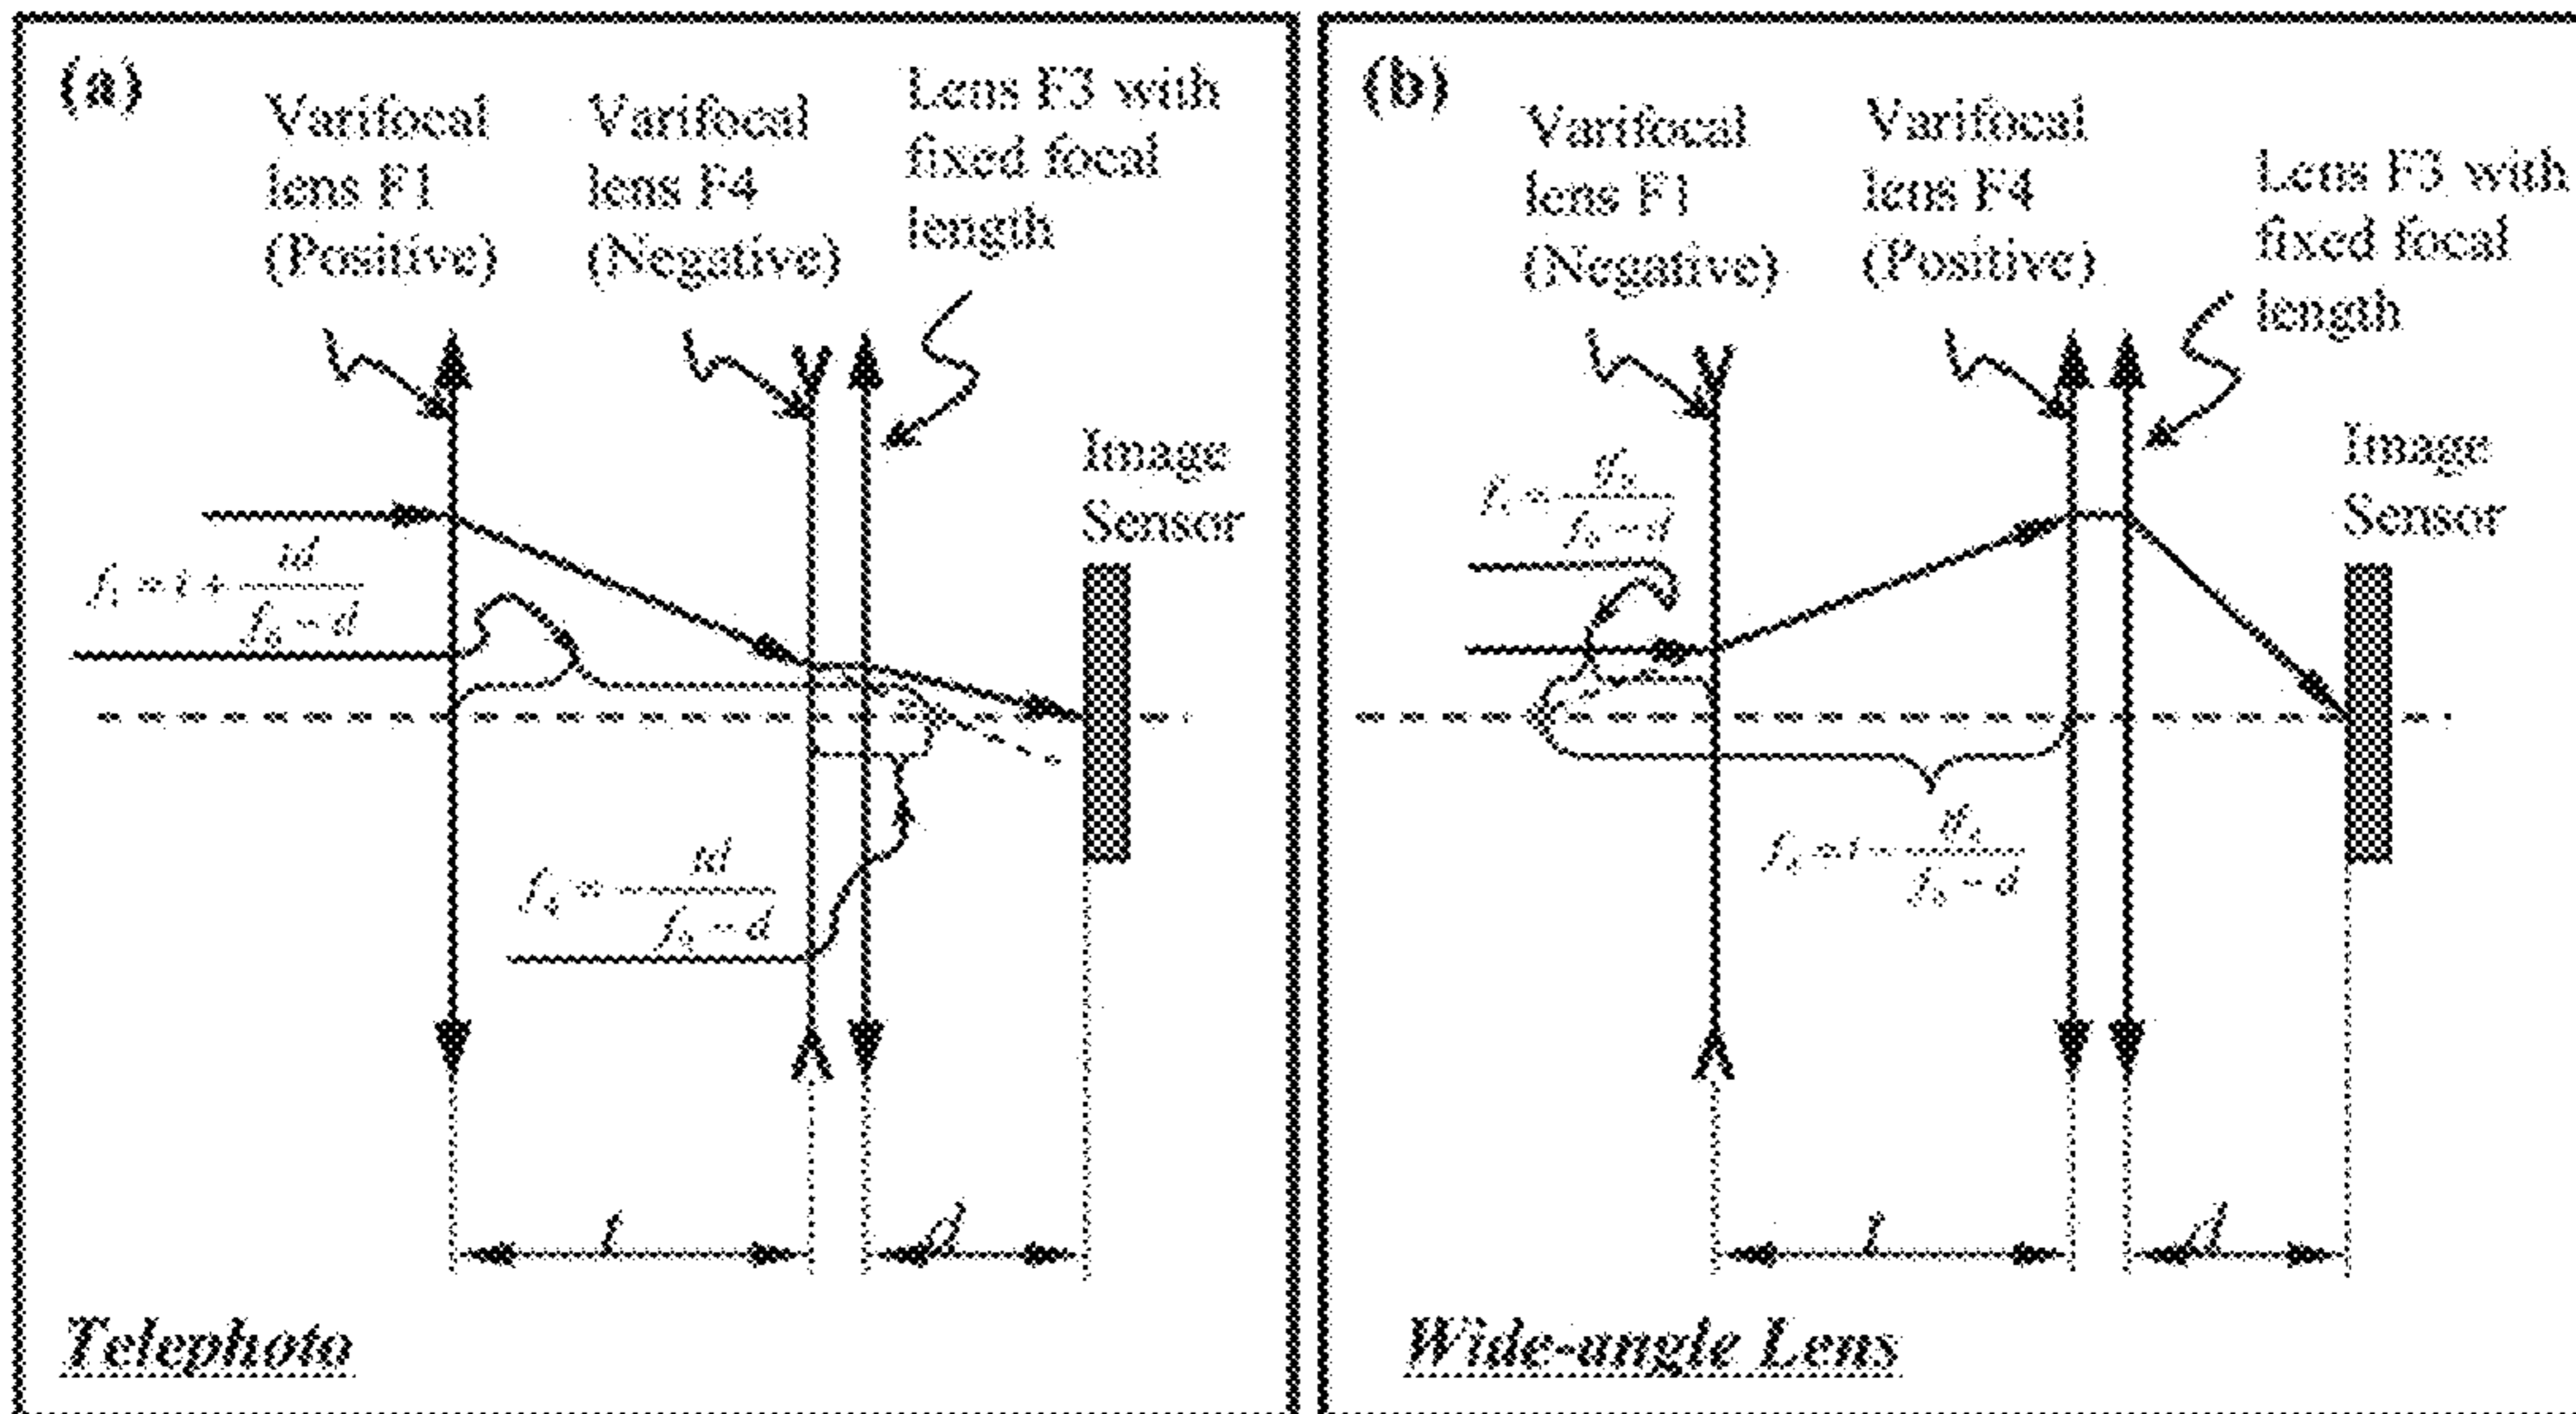 (a)
Varifocal
lens F1
(Positive)
Varifocal
lens F4
(Negative)
Lens F3 with
fixed focal
length
Image
Sensor
t
d
Telephoto
(b)
Varifocal
lens F1
(Negative)
Varifocal
lens F4
(Positive)
Lens F3 with
fixed focal
length
Image
Sensor
t
d
Wide-angle Lens